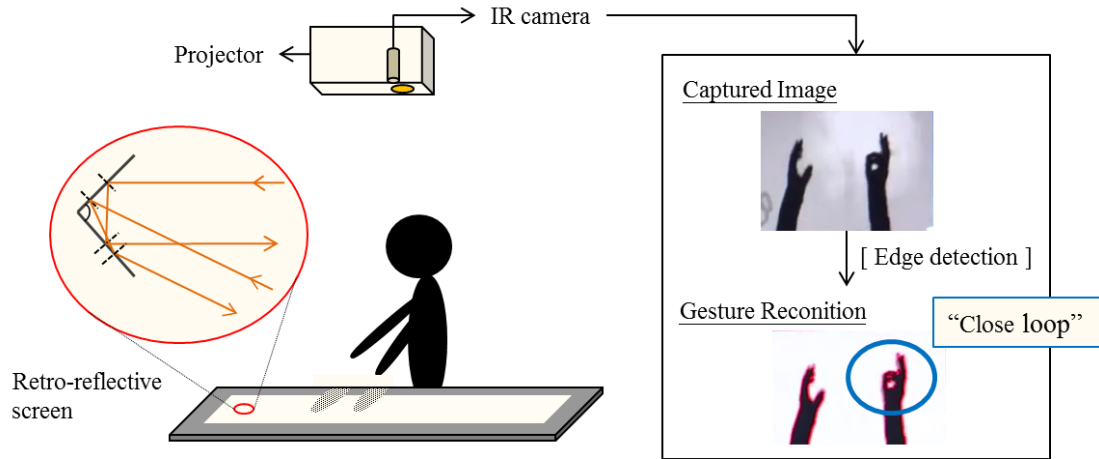 IR camera
Projector
Captured Image
[ Edge detection ]
Gesture Reconition
“Close loop”
Retro-reflective
screen